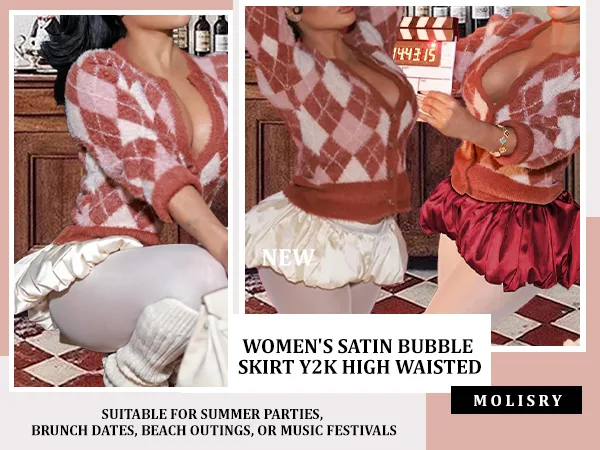 144315
NEW
WOMEN'S SATIN BUBBLE
SKIRT Y2K HIGH WAISTED
MOLISRY
SUITABLE FOR SUMMER PARTIES,
BRUNCH DATES, BEACH OUTINGS, OR MUSIC FESTIVALS